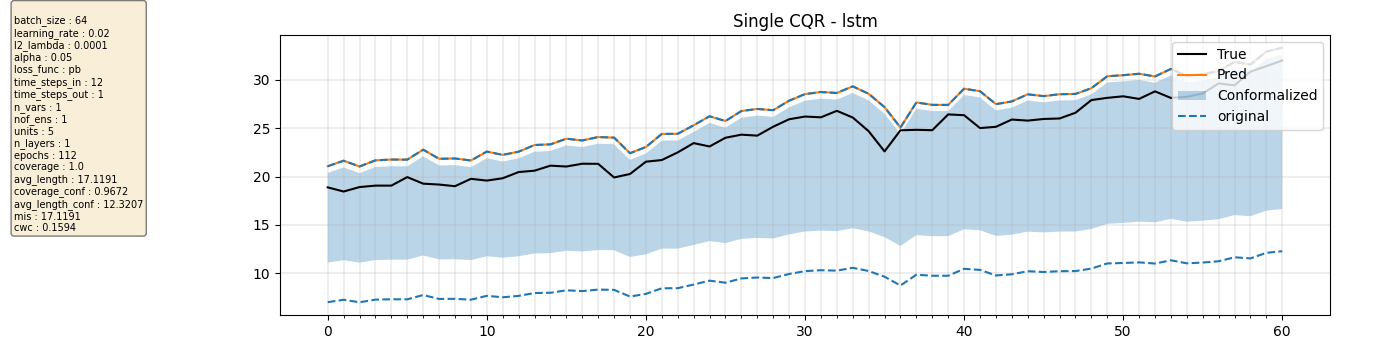 batch_size : 64
learning_rate : 0.02
l2_lambda : 0.0001
alpha : 0.05
loss_func : pb
time_steps_in : 12
time_steps_out : 1
n_vars : 1
nof_ens : 1
units : 5
n_layers : 1
epochs : 112
coverage : 1.0
avg_length : 17.1191
coverage_conf : 0.9672
avg_length_conf : 12.3207
mis : 17.1191
cwc : 0.1594
Single CQR - lstm
30
25
20
15
10
0 10 20 30 40 50 60
True
Pred
Conformalized
original